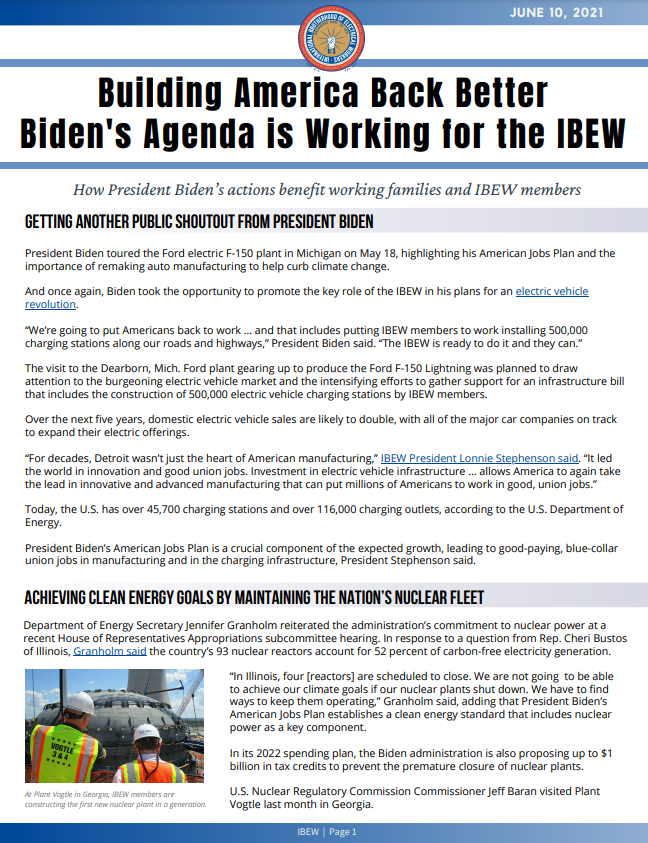 JUNE 10, 2021
INTERNATIONAL BROTHERHOOD OF ELECTRICAL WORKERS
Building America Back Better
Biden's Agenda is Working for the IBEW
How President Biden’s actions benefit working families and IBEW members
GETTING ANOTHER PUBLIC SHOUTOUT FROM PRESIDENT BIDEN
President Biden toured the Ford electric F-150 plant in Michigan on May 18, highlighting his American Jobs Plan and the
importance of remaking auto manufacturing to help curb climate change.
And once again, Biden took the opportunity to promote the key role of the IBEW in his plans for an electric vehicle
revolution.
“We’re going to put Americans back to work … and that includes putting IBEW members to work installing 500,000
charging stations along our roads and highways,” President Biden said. “The IBEW is ready to do it and they can.”
The visit to the Dearborn, Mich. Ford plant gearing up to produce the Ford F-150 Lightning was planned to draw
attention to the burgeoning electric vehicle market and the intensifying efforts to gather support for an infrastructure bill
that includes the construction of 500,000 electric vehicle charging stations by IBEW members.
Over the next five years, domestic electric vehicle sales are likely to double, with all of the major car companies on track
to expand their electric offerings.
“For decades, Detroit wasn’t just the heart of American manufacturing,” IBEW President Lonnie Stephenson said. “It led
the world in innovation and good union jobs. Investment in electric vehicle infrastructure … allows America to again take
the lead in innovative and advanced manufacturing that can put millions of Americans to work in good, union jobs.”
Today, the U.S. has over 45,700 charging stations and over 116,000 charging outlets, according to the U.S. Department of
Energy.
President Biden’s American Jobs Plan is a crucial component of the expected growth, leading to good-paying, blue-collar
union jobs in manufacturing and in the charging infrastructure, President Stephenson said.
ACHIEVING CLEAN ENERGY GOALS BY MAINTAINING THE NATION’S NUCLEAR FLEET
Department of Energy Secretary Jennifer Granholm reiterated the administration’s commitment to nuclear power at a
recent House of Representatives Appropriations subcommittee hearing. In response to a question from Rep. Cheri Bustos
of Illinois, Granholm said the country’s 93 nuclear reactors account for 52 percent of carbon-free electricity generation.
VOGTLE
3 & 4
At Plant Vogtle in Georgia, IBEW members are
constructing the first new nuclear plant in a generation.
“In Illinois, four [reactors] are scheduled to close. We are not going to be able
to achieve our climate goals if our nuclear plants shut down. We have to find
ways to keep them operating,” Granholm said, adding that President Biden’s
American Jobs Plan establishes a clean energy standard that includes nuclear
power as a key component.
In its 2022 spending plan, the Biden administration is also proposing up to $1
billion in tax credits to prevent the premature closure of nuclear plants.
U.S. Nuclear Regulatory Commission Commissioner Jeff Baran visited Plant
Vogtle last month in Georgia.
IBEW | Page 1